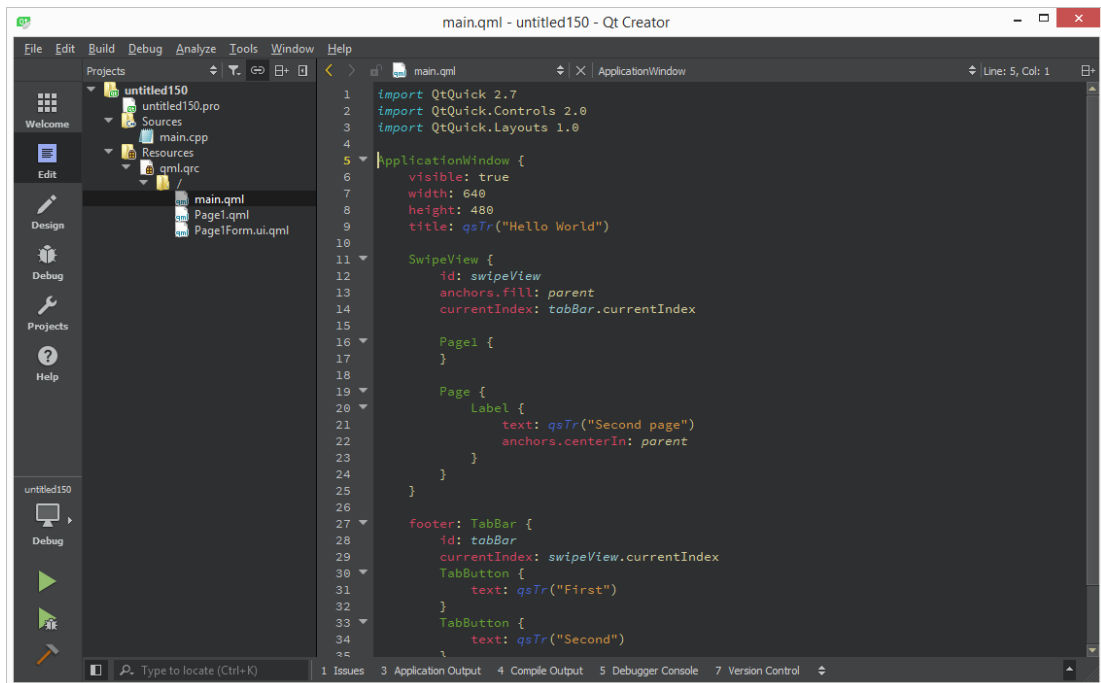 main.qml - untitled150 - Qt Creator
File Edit Build Debug Analyze Tools Window Help
Projects main.qml ApplicationWindow Line: 5, Col: 1
Welcome
Edit
Design
Debug
Projects
Help
untitled150
Debug
untitled150
untitled150.pro
Sources
main.cpp
Resources
qml.qrc
/
main.qml
Page1.qml
Page1Form.ui.qml
1 import QtQuick 2.7
2 import QtQuick.Controls 2.0
3 import QtQuick.Layouts 1.0
4
5 ApplicationWindow {
6 visible: true
7 width: 640
8 height: 480
9 title: qsTr("Hello World")
10
11 SwipeView {
12 id: swipeView
13 anchors.fill: parent
14 currentIndex: tabBar.currentIndex
15
16 Page1 {
17 }
18
19 Page {
20 Label {
21 text: qsTr("Second page")
22 anchors.centerIn: parent
23 }
24 }
25 }
26
27 footer: TabBar {
28 id: tabBar
29 currentIndex: swipeView.currentIndex
30 TabButton {
31 text: qsTr("First")
32 }
33 TabButton {
34 text: qsTr("Second")
35 }
Type to locate (Ctrl+K) 1 Issues 3 Application Output 4 Compile Output 5 Debugger Console 7 Version Control